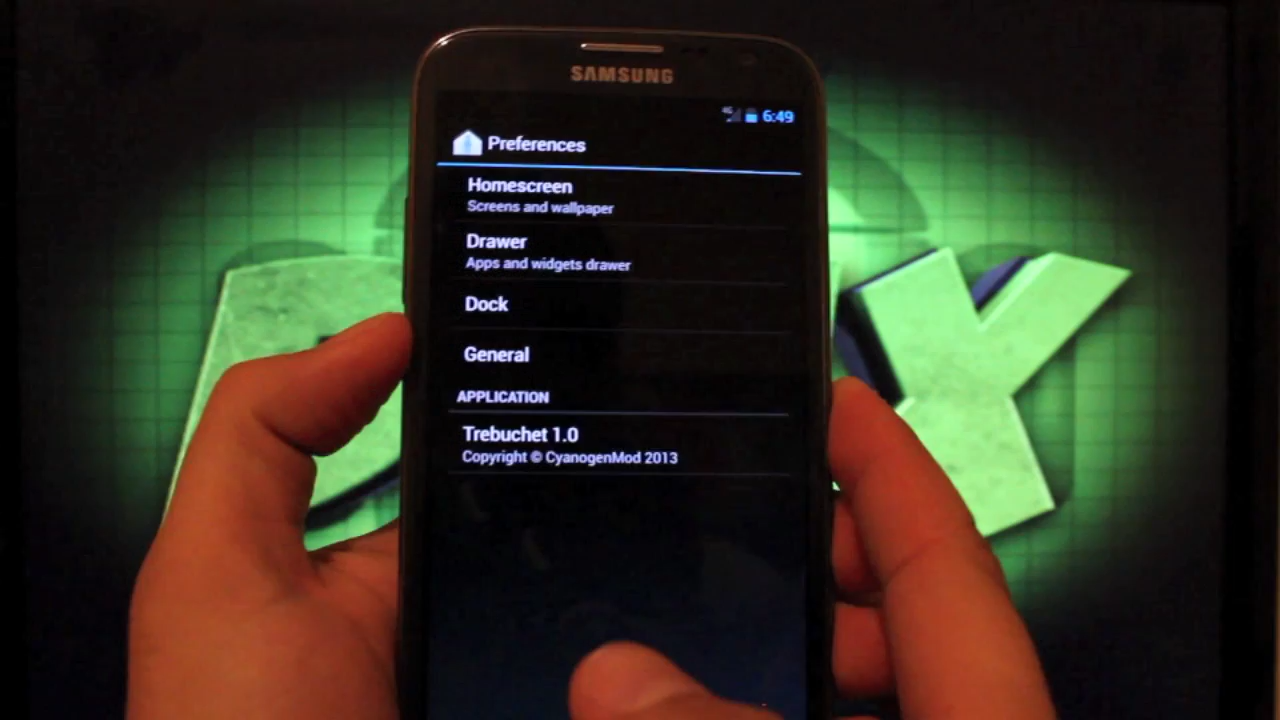 SAMSUNG
4G 6:49
Preferences
Homescreen
Screens and wallpaper
Drawer
Apps and widgets drawer
Dock
General
APPLICATION
Trebuchet 1.0
Copyright © CyanogenMod 2013
X